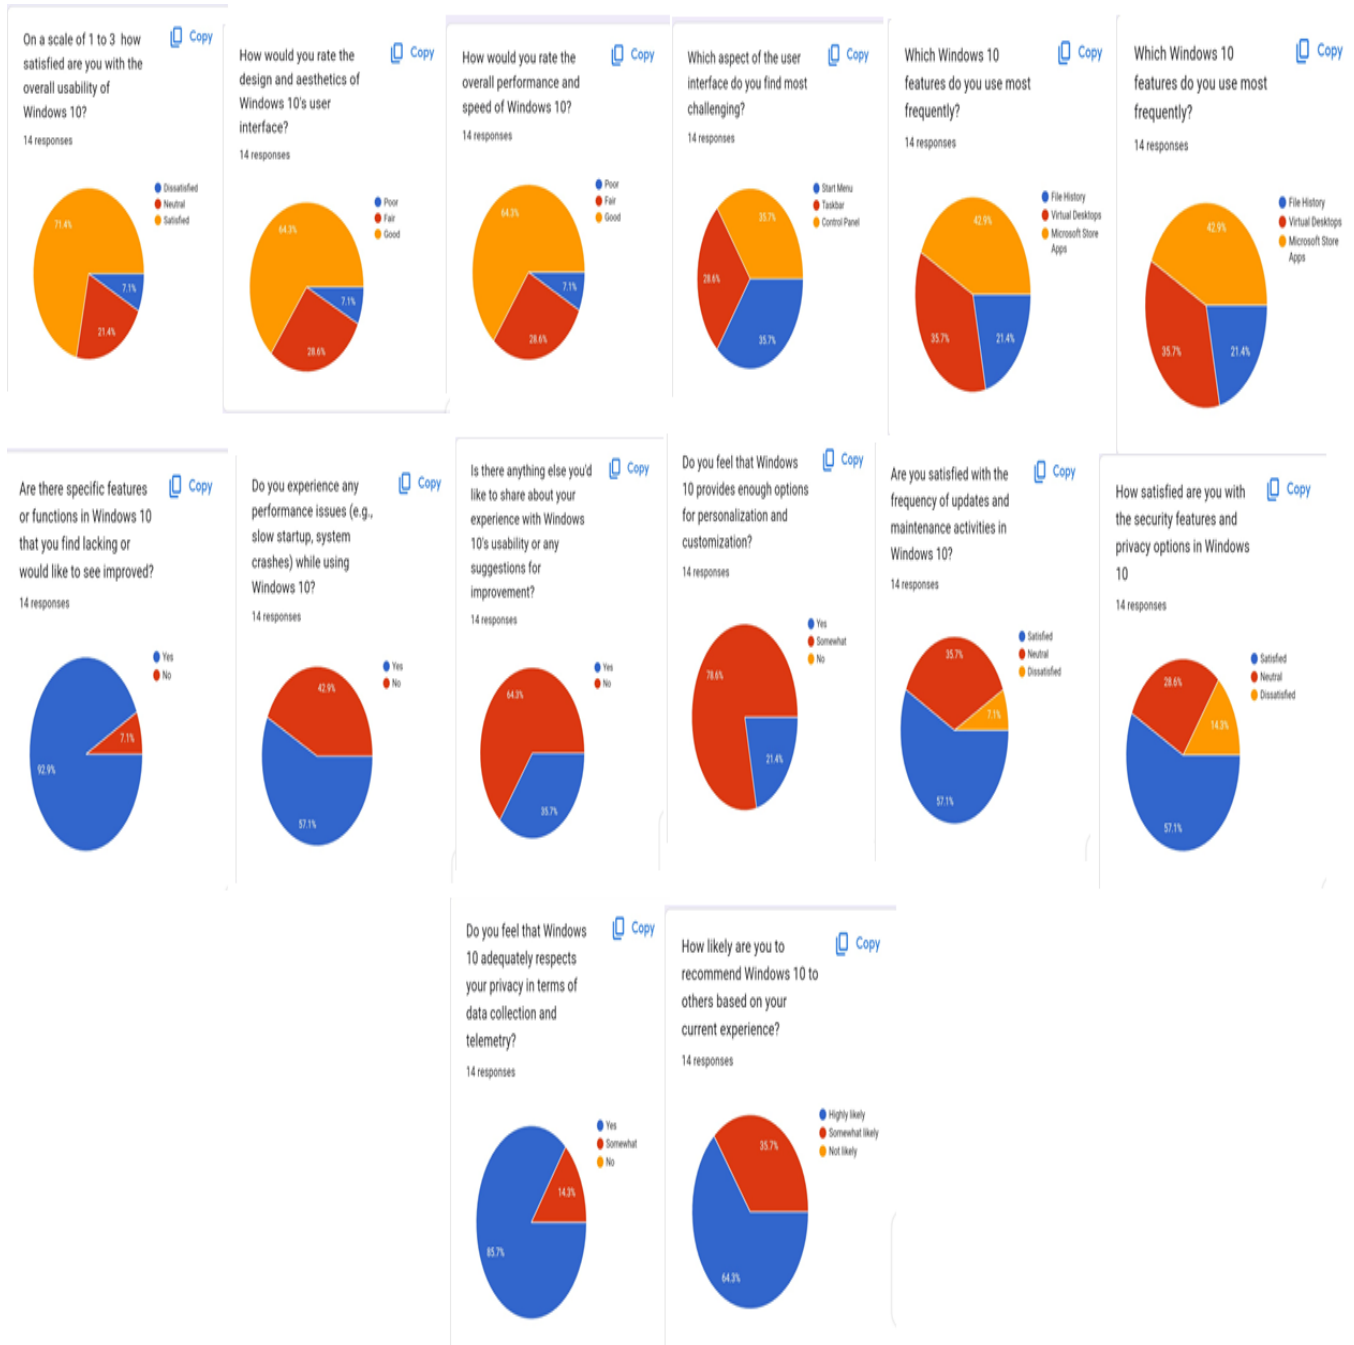 On a scale of 1 to 3 how
satisfied are you with the
overall usability of
Windows 10?
Copy
14 responses
Dissatisfied
Neutral
Satisfied
71.4%
7.1%
21.4%
How would you rate the
design and aesthetics of
Windows 10's user
interface?
Copy
14 responses
Poor
Fair
Good
64.3%
7.1%
28.6%
How would you rate the
overall performance and
speed of Windows 10?
Copy
14 responses
Poor
Fair
Good
64.3%
7.1%
28.6%
Which aspect of the user
interface do you find most
challenging?
Copy
14 responses
Start Menu
Taskbar
Control Panel
35.7%
28.6%
35.7%
Which Windows 10
features do you use most
frequently?
Copy
14 responses
File History
Virtual Desktops
Microsoft Store
Apps
42.9%
35.7%
21.4%
Which Windows 10
features do you use most
frequently?
Copy
14 responses
File History
Virtual Desktops
Microsoft Store
Apps
42.9%
35.7%
21.4%
Are there specific features
or functions in Windows 10
that you find lacking or
would like to see improved?
Copy
14 responses
Yes
No
7.1%
92.9%
Do you experience any
performance issues (e.g.,
slow startup, system
crashes) while using
Windows 10?
Copy
14 responses
Yes
No
42.9%
57.1%
Is there anything else you'd
like to share about your
experience with Windows
10's usability or any
suggestions for
improvement?
Copy
14 responses
Yes
No
64.3%
35.7%
Do you feel that Windows
10 provides enough options
for personalization and
customization?
Copy
14 responses
Yes
Somewhat
No
78.6%
21.4%
Are you satisfied with the
frequency of updates and
maintenance activities in
Windows 10?
Copy
14 responses
Satisfied
Neutral
Dissatisfied
35.7%
7.1%
57.1%
How satisfied are you with
the security features and
privacy options in Windows
10
Copy
14 responses
Satisfied
Neutral
Dissatisfied
28.6%
14.3%
57.1%
Do you feel that Windows
10 adequately respects
your privacy in terms of
data collection and
telemetry?
Copy
14 responses
Yes
Somewhat
No
14.3%
85.7%
How likely are you to
recommend Windows 10 to
others based on your
current experience?
Copy
14 responses
Highly likely
Somewhat likely
Not likely
35.7%
64.3%